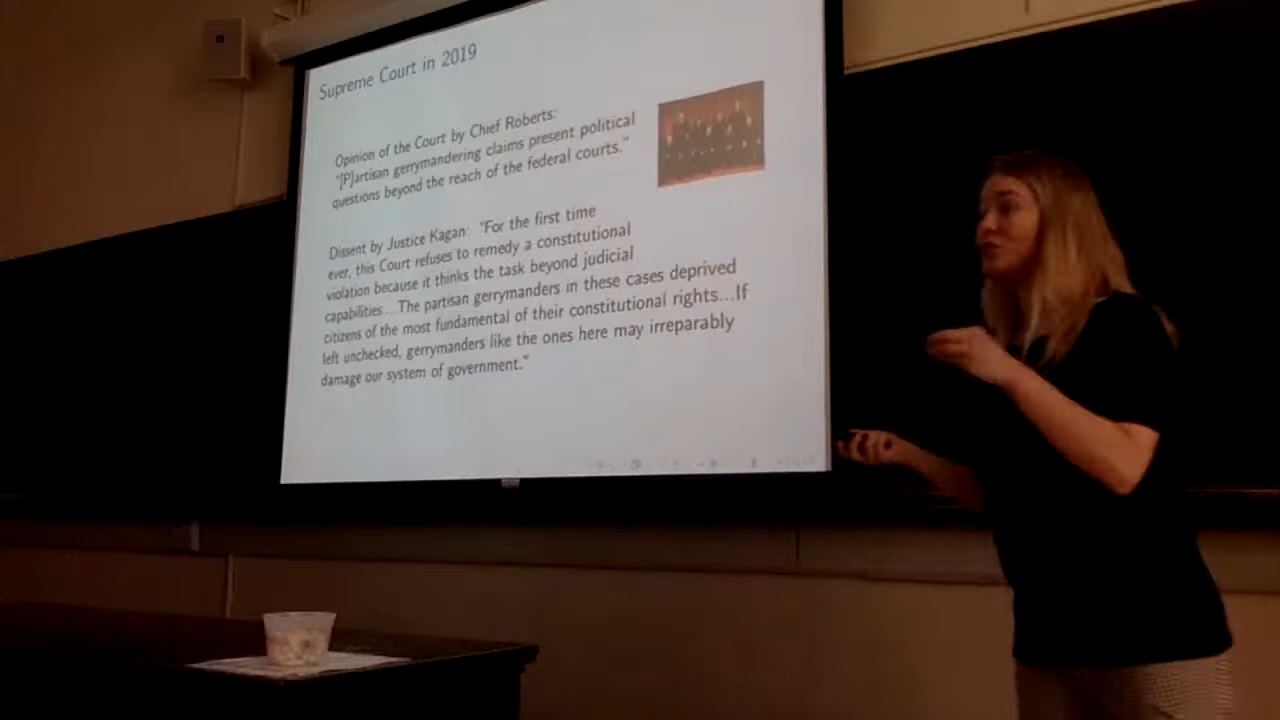 Supreme Court in 2019
Opinion of the Court by Chief Roberts:
"[P]artisan gerrymandering claims present political
questions beyond the reach of the federal courts."
Dissent by Justice Kagan: "For the first time
ever, this Court refuses to remedy a constitutional
violation because it thinks the task beyond judicial
capabilities... The partisan gerrymanders in these cases deprived
citizens of the most fundamental of their constitutional rights...If
left unchecked, gerrymanders like the ones here may irreparably
damage our system of government."